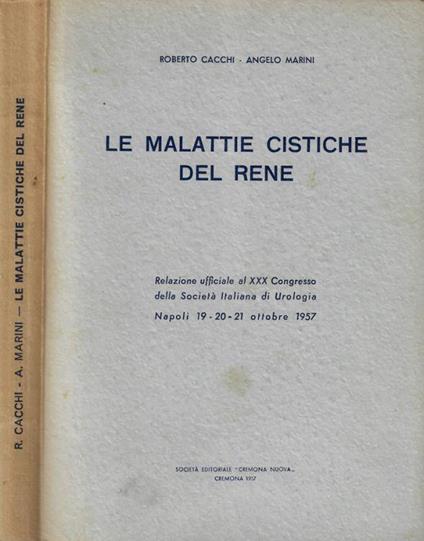 R. CACCHI - A. MARINI — LE MALATTIE CISTICHE DEL RENE
ROBERTO CACCHI - ANGELO MARINI
LE MALATTIE CISTICHE
DEL RENE
Relazione ufficiale al XXX Congresso
della Società Italiana di Urologia
Napoli 19 - 20 - 21 ottobre 1957
SOCIETÀ EDITORIALE "CREMONA NUOVA„
CREMONA 1957